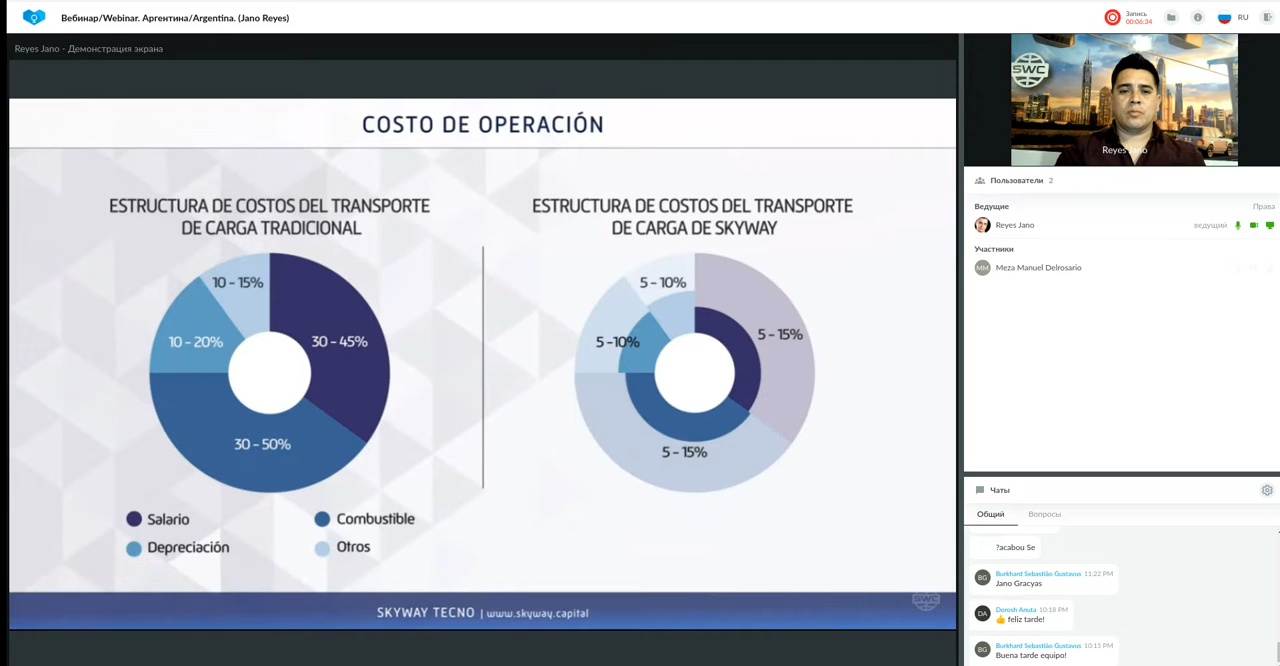 Вебинар/Webinar. Аргентина/Argentina. (Jano Reyes)
Запись
00:06:34
RU
Reyes Jano - Демонстрация экрана
COSTO DE OPERACIÓN
ESTRUCTURA DE COSTOS DEL TRANSPORTE
DE CARGA TRADICIONAL
10 – 15%
10 – 20%
30 – 45%
30 – 50%
Salario
Combustible
Depreciación
Otros
ESTRUCTURA DE COSTOS DEL TRANSPORTE
DE CARGA DE SKYWAY
5 – 10%
5 –10%
5 – 15%
5 – 15%
SKYWAY TECNO | www.skyway.capital
SWC
SWC
Reyes Jano
Пользователи 2
Ведущие Права
Reyes Jano ведущий
Участники
MM Meza Manuel Delrosario
Чаты
Общий Вопросы
?acabou Se
BG Burkhard Sebastião Gustavus 11:22 PM
Jano Gracyas
DA Dorosh Anuta 10:18 PM
👍 feliz tarde!
BG Burkhard Sebastião Gustavus 10:15 PM
Buena tarde equipo!